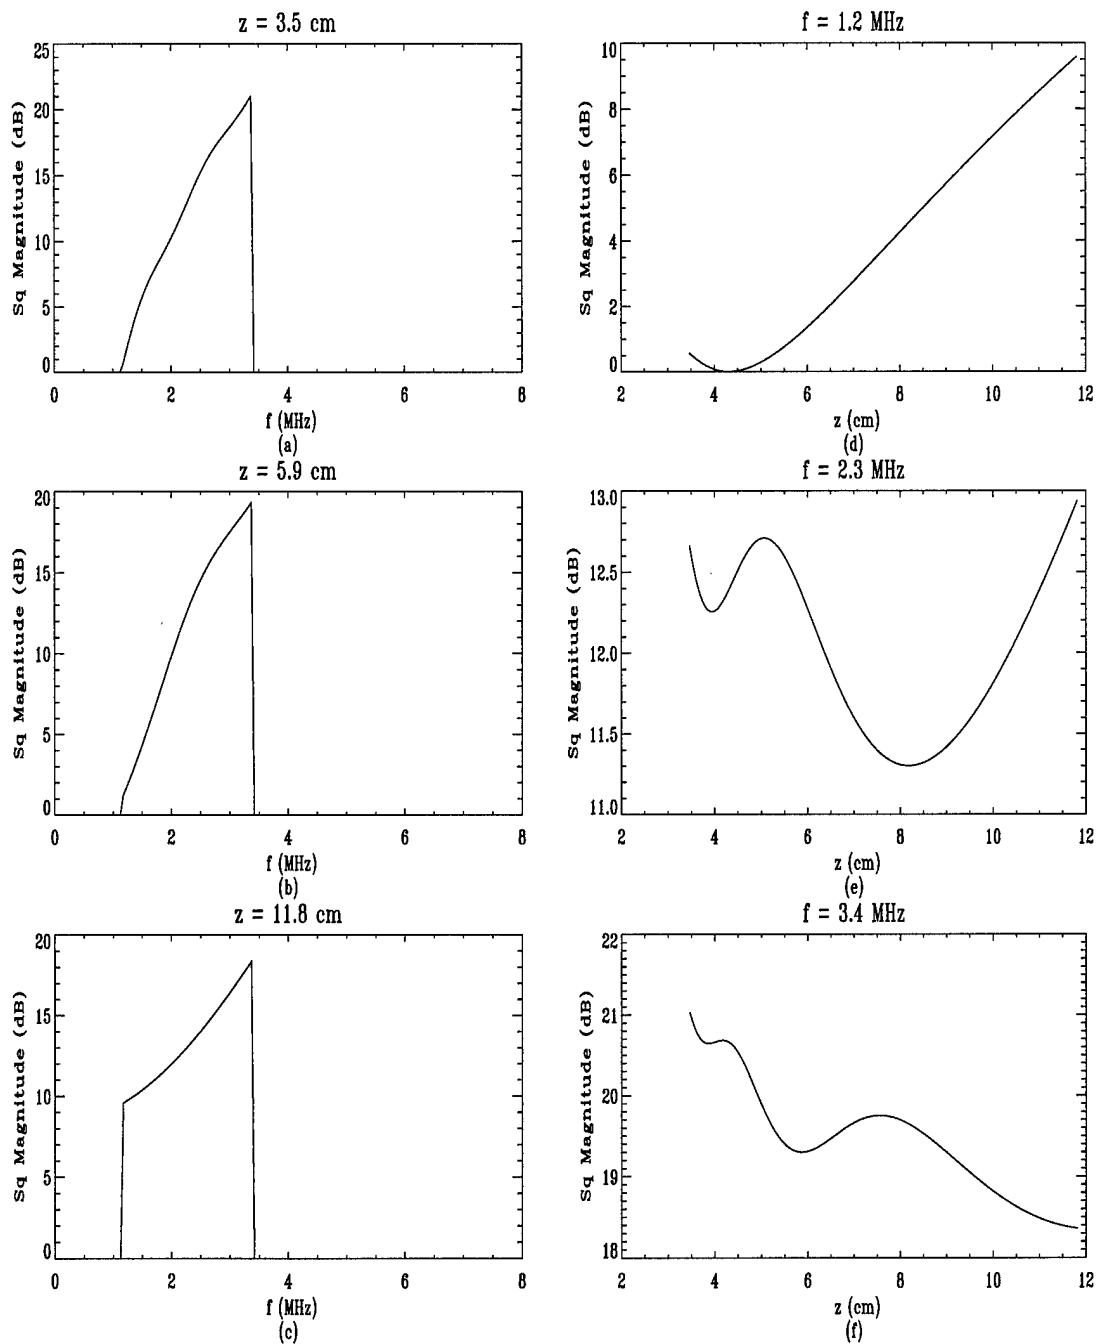 z = 3.5 cm
25
20
15
10
5
0
Sq Magnitude (dB)
0 2 4 6 8
f (MHz)
(a)
f = 1.2 MHz
10
8
6
4
2
0
Sq Magnitude (dB)
2 4 6 8 10 12
z (cm)
(d)
z = 5.9 cm
20
15
10
5
0
Sq Magnitude (dB)
0 2 4 6 8
f (MHz)
(b)
f = 2.3 MHz
13.0
12.5
12.0
11.5
11.0
Sq Magnitude (dB)
2 4 6 8 10 12
z (cm)
(e)
z = 11.8 cm
20
15
10
5
0
Sq Magnitude (dB)
0 2 4 6 8
f (MHz)
(c)
f = 3.4 MHz
22
21
20
19
18
Sq Magnitude (dB)
2 4 6 8 10 12
z (cm)
(f)